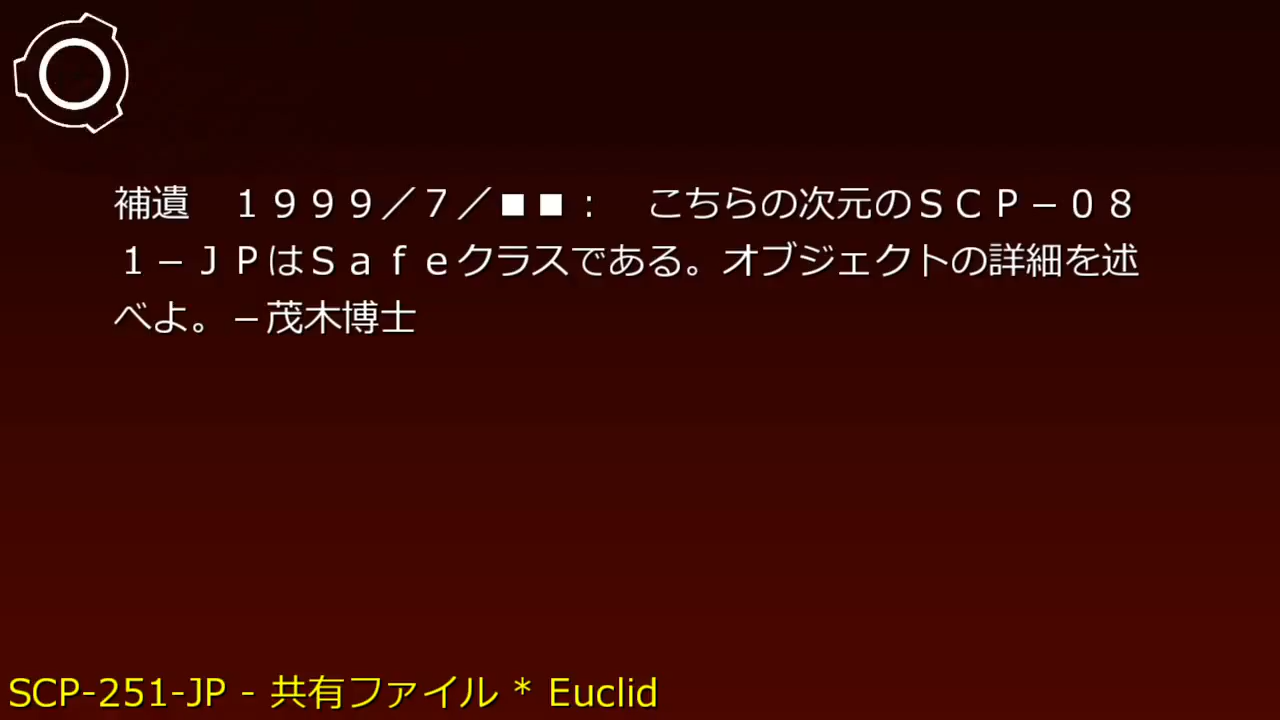 補遺　１９９９／７／■■：　こちらの次元のＳＣＰ－０８
１－ＪＰはＳａｆｅクラスである。オブジェクトの詳細を述
べよ。－茂木博士
SCP-251-JP - 共有ファイル * Euclid